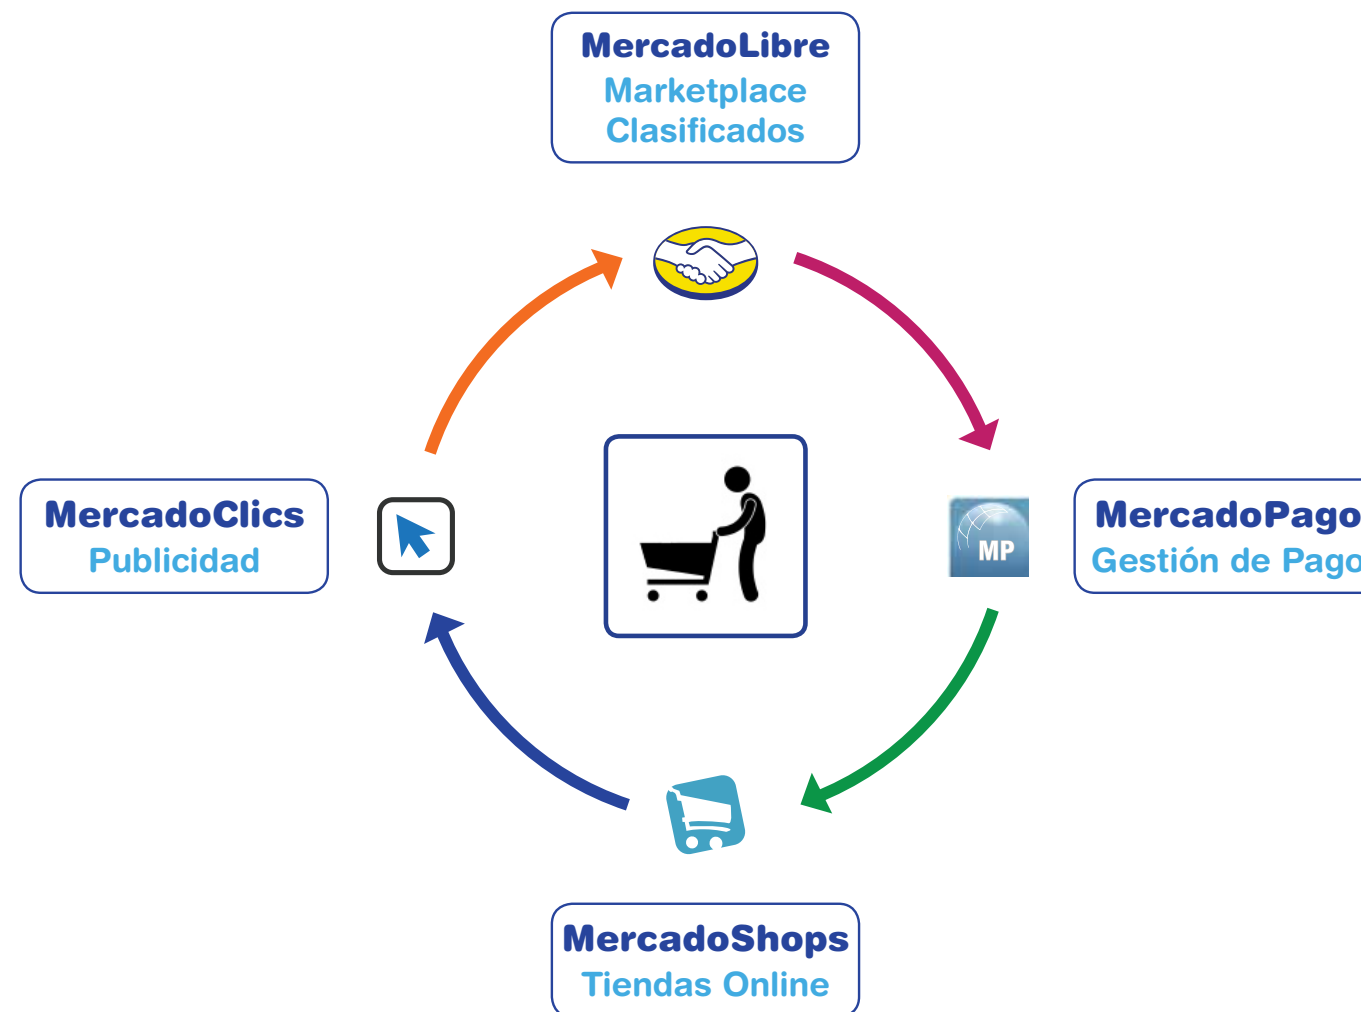 MercadoLibre
Marketplace
Clasificados
MercadoClics
Publicidad
MP
MercadoPago
Gestión de Pago
MercadoShops
Tiendas Online